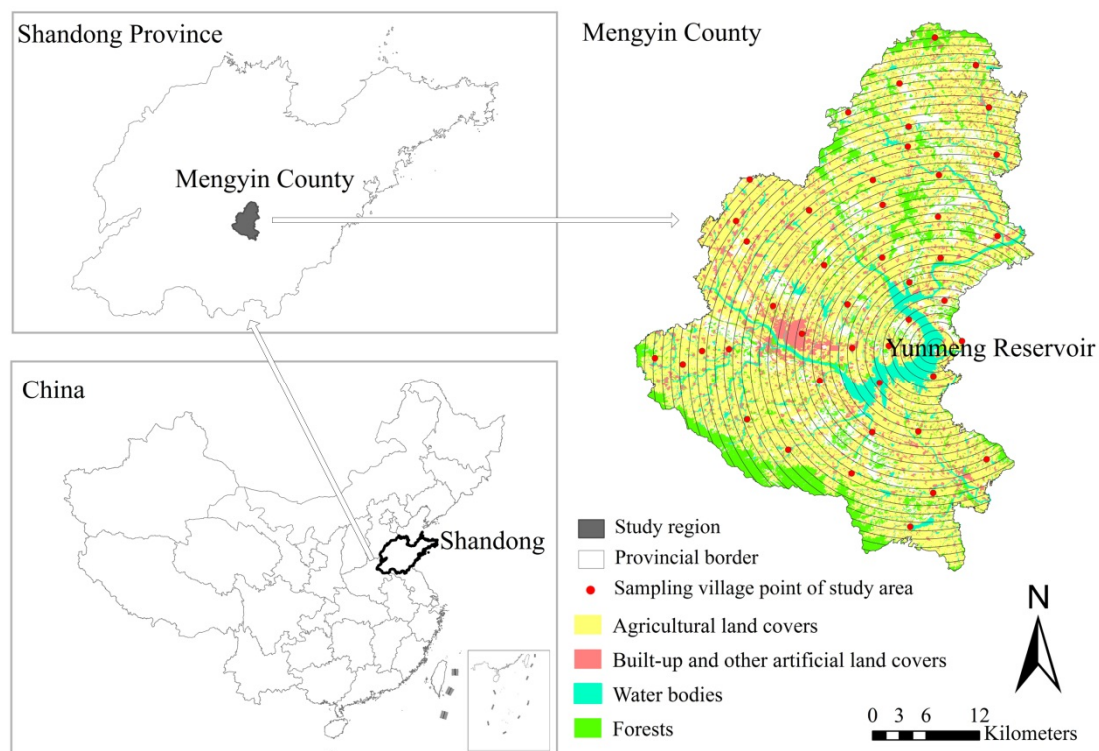 Shandong Province
Mengyin County
China
Shandong
Mengyin County
Yunmeng Reservoir
Study region
Provincial border
Sampling village point of study area
Agricultural land covers
Built-up and other artificial land covers
Water bodies
Forests
N
0 3 6 12
Kilometers